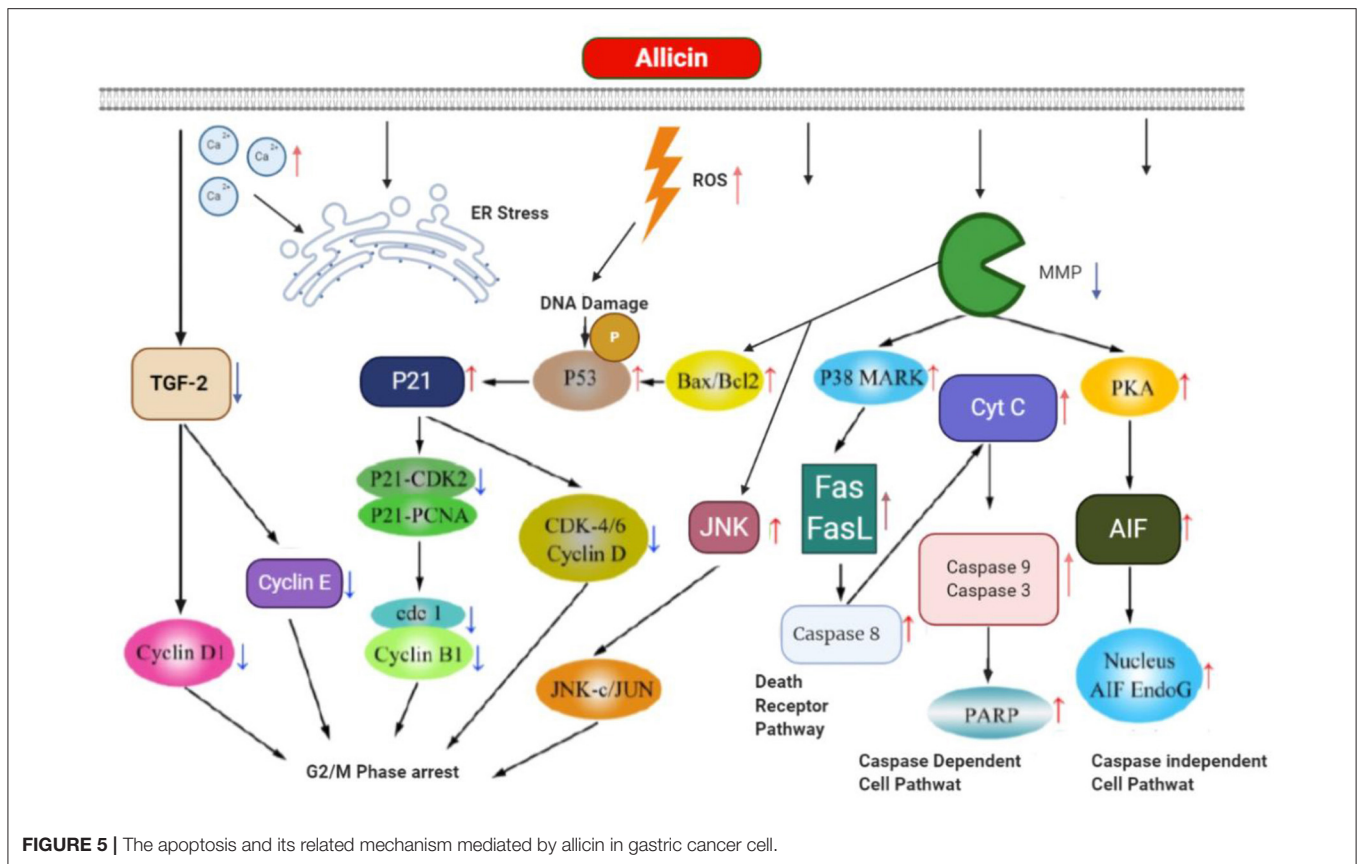 Allicin
Ca2+
Ca2+
Ca2+
ER Stress
ROS
MMP
DNA Damage
P
TGF-2
P21
P53
Bax/Bcl2
P38 MARK
Cyt C
PKA
P21-CDK2
P21-PCNA
CDK-4/6
Cyclin D
JNK
Fas
FasL
AIF
Cyclin E
Caspase 9
Caspase 3
cdc 1
Cyclin B1
Caspase 8
Cyclin D1
JNK-c/JUN
Nucleus
AIF EndoG
PARP
Death
Receptor
Pathway
G2/M Phase arrest
Caspase Dependent
Cell Pathwat
Caspase independent
Cell Pathwat
FIGURE 5 | The apoptosis and its related mechanism mediated by allicin in gastric cancer cell.